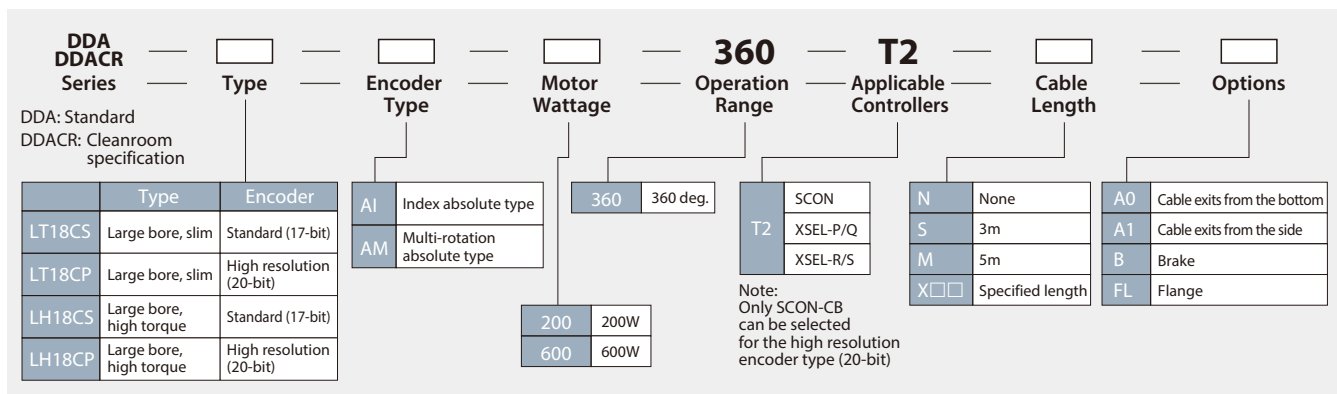 DDA
DDACR
Series
— □ — □ — □ — 360 — T2 — □ — □
Type
Encoder
Type
Motor
Wattage
Operation
Range
Applicable
Controllers
Cable
Length
Options
DDA: Standard
DDACR: Cleanroom
specification
Type Encoder
LT18CS Large bore, slim Standard (17-bit)
LT18CP Large bore, slim High resolution
(20-bit)
LH18CS Large bore,
high torque Standard (17-bit)
LH18CP Large bore,
high torque High resolution
(20-bit)
AI Index absolute type
AM Multi-rotation
absolute type
200 200W
600 600W
360 360 deg.
T2 SCON
XSEL-P/Q
XSEL-R/S
Note:
Only SCON-CB
can be selected
for the high resolution
encoder type (20-bit)
N None
S 3m
M 5m
X□□ Specified length
A0 Cable exits from the bottom
A1 Cable exits from the side
B Brake
FL Flange